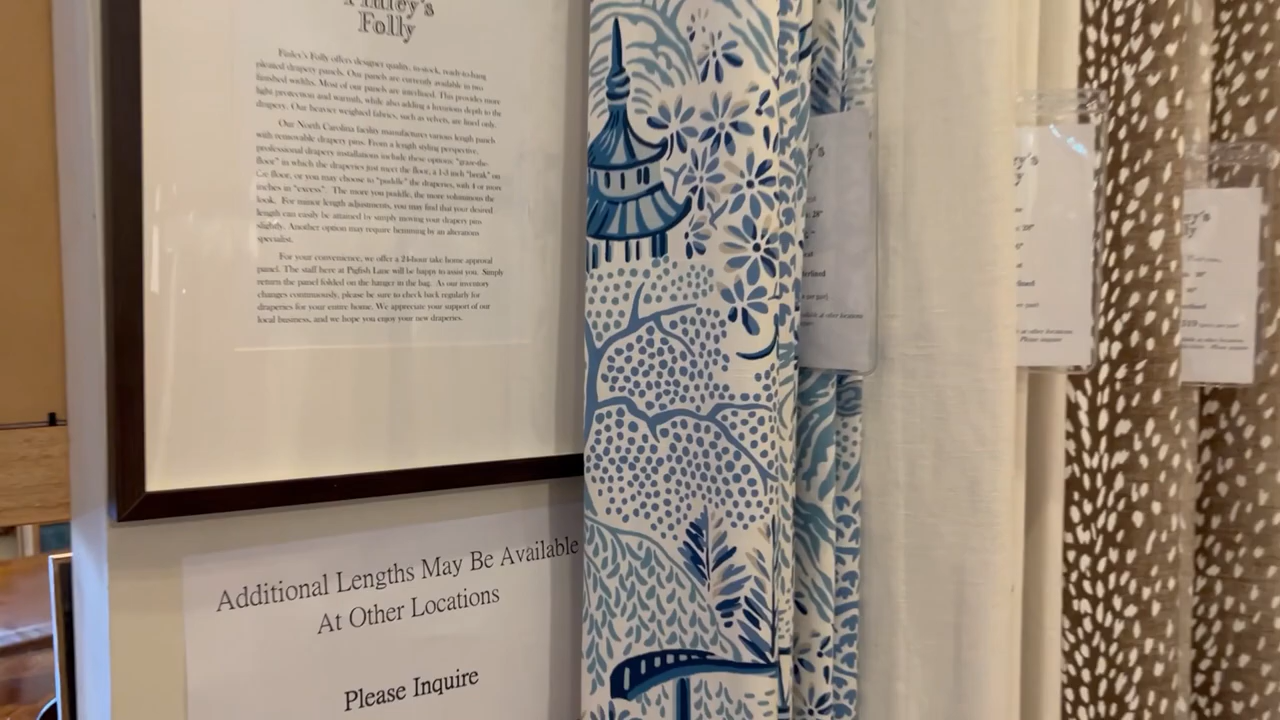 Finley's
Folly
Finley's Folly offers designer quality, in-stock, ready-to-hang
pleated drapery panels. Our panels are currently available in two
finished widths. Most of our panels are interlined. This provides more
light protection and warmth, while also adding a luxurious depth to the
drapery. Our heavier weighted fabrics, such as velvets, are lined only.
Our North Carolina facility manufactures various length panels
with removable drapery pins. From a length styling perspective,
professional drapery installations include these options: "graze-the-
floor" in which the draperies just meet the floor, a 1-3 inch "break" on
the floor, or you may choose to "puddle" the draperies, with 4 or more
inches in "excess". The more you puddle, the more voluminous the
look. For minor length adjustments, you may find that your desired
length can easily be attained by simply moving your drapery pins
slightly. Another option may require hemming by an alterations
specialist.
For your convenience, we offer a 24-hour take home approval
panel. The staff here at Pigfish Lane will be happy to assist you. Simply
return the panel folded on the hanger in the bag. As our inventory
changes continuously, please be sure to check back regularly for
draperies for your entire home. We appreciate your support of our
local business, and we hope you enjoy your new draperies.
Additional Lengths May Be Available
At Other Locations
Please Inquire